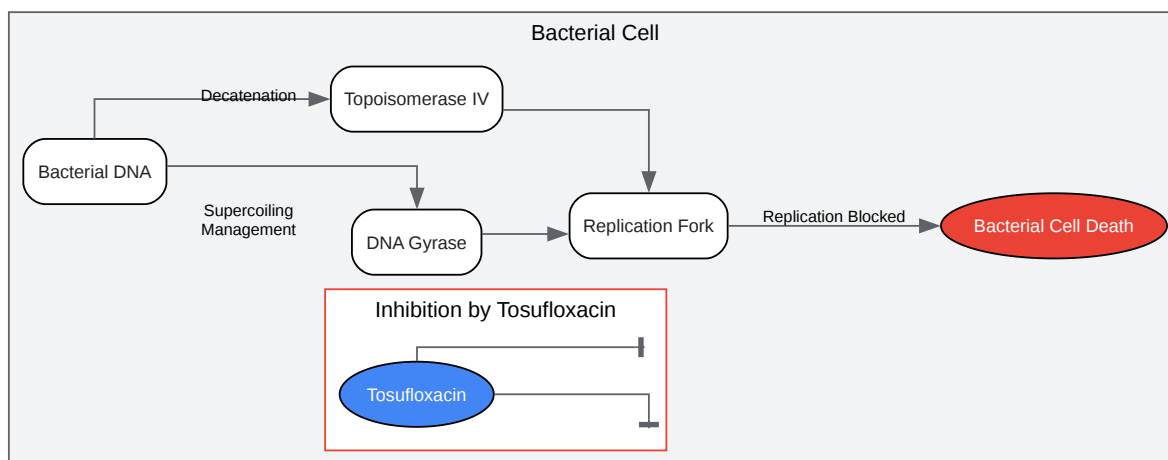 Bacterial Cell
Decatenation
Topoisomerase IV
Bacterial DNA
Supercoiling
Management
DNA Gyrase
Replication Fork
Replication Blocked
Bacterial Cell Death
Inhibition by Tosufloxacin
Tosufloxacin